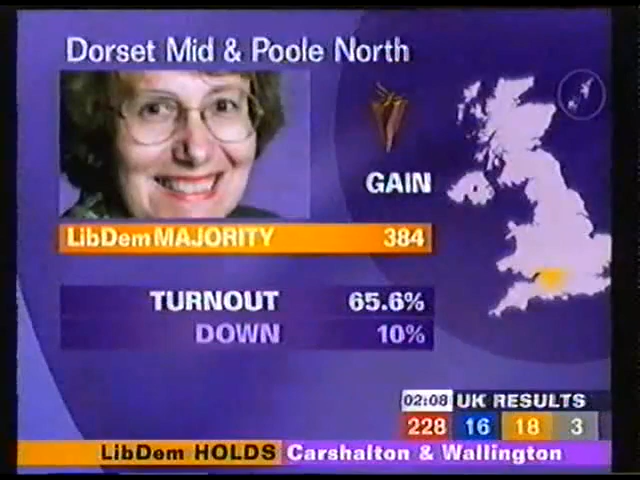 Dorset Mid & Poole North
GAIN
LibDem MAJORITY 384
TURNOUT 65.6%
DOWN 10%
02:08 UK RESULTS
228 16 18 3
LibDem HOLDS Carshalton & Wallington